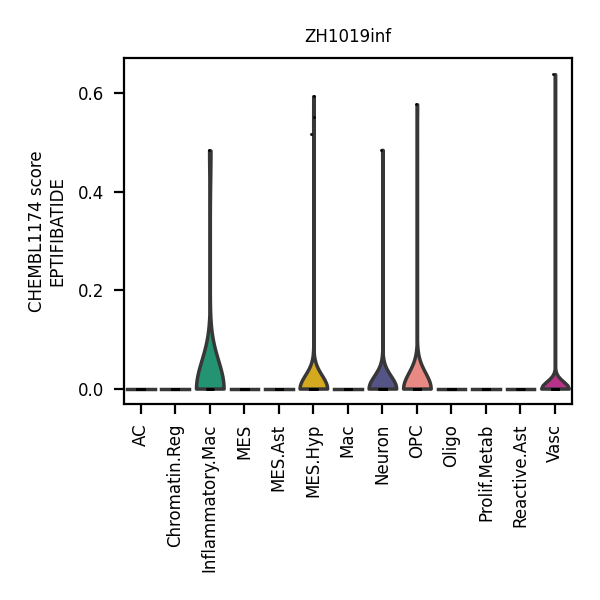 ZH1019inf
CHEMBL1174 score
EPTIFIBATIDE
0.6
0.4
0.2
0.0
AC
Chromatin.Reg
Inflammatory.Mac
MES
MES.Ast
MES.Hyp
Mac
Neuron
OPC
Oligo
Prolif.Metab
Reactive.Ast
Vasc